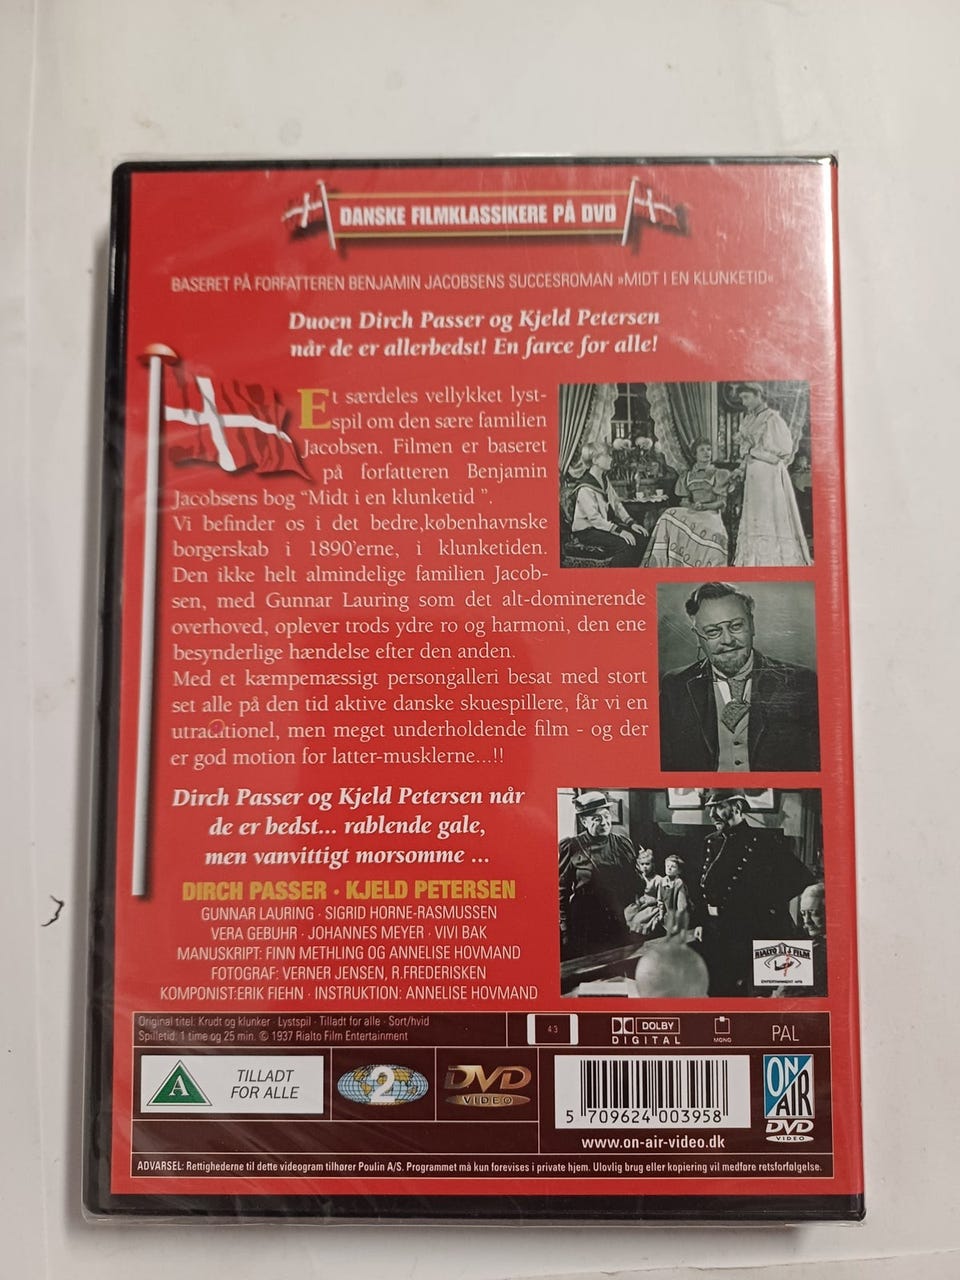 DANSKE FILMKLASSIKERE PÅ DVD
BASERET PÅ FORFATTEREN BENJAMIN JACOBSENS SUCCESROMAN »MIDT I EN KLUNKETID«
Duoen Dirch Passer og Kjeld Petersen
når de er allerbedst! En farce for alle!
Et særdeles vellykket lyst-
spil om den sære familien
Jacobsen. Filmen er baseret
på forfatteren Benjamin
Jacobsens bog "Midt i en klunketid ".
Vi befinder os i det bedre,københavnske
borgerskab i 1890'erne, i klunketiden.
Den ikke helt almindelige familien Jacob-
sen, med Gunnar Lauring som det alt-dominerende
overhoved, oplever trods ydre ro og harmoni, den ene
besynderlige hændelse efter den anden.
Med et kæmpemæssigt persongalleri besat med stort
set alle på den tid aktive danske skuespillere, får vi en
utraditionel, men meget underholdende film - og der
er god motion for latter-musklerne...!!
Dirch Passer og Kjeld Petersen når
de er bedst... rablende gale,
men vanvittigt morsomme ...
DIRCH PASSER · KJELD PETERSEN
GUNNAR LAURING · SIGRID HORNE-RASMUSSEN
VERA GEBUHR · JOHANNES MEYER · VIVI BAK
MANUSKRIPT: FINN METHLING OG ANNELISE HOVMAND
FOTOGRAF: VERNER JENSEN, R.FREDERISKEN
KOMPONIST:ERIK FIEHN · INSTRUKTION: ANNELISE HOVMAND
RIALTO FILM
ENTERTAINMENT APS
Original titel: Krudt og klunker · Lystspil · Tilladt for alle · Sort/hvid
Spilletid: 1 time og 25 min. © 1937 Rialto Film Entertainment
4:3
DOLBY
DIGITAL
MONO
PAL
A
TILLADT
FOR ALLE
2
DVD
VIDEO
5 709624 003958
www.on-air-video.dk
ON
AIR
DVD
VIDEO
ADVARSEL: Rettighederne til dette videogram tilhører Poulin A/S. Programmet må kun forevises i private hjem. Ulovlig brug eller kopiering vil medføre retsforfølgelse.